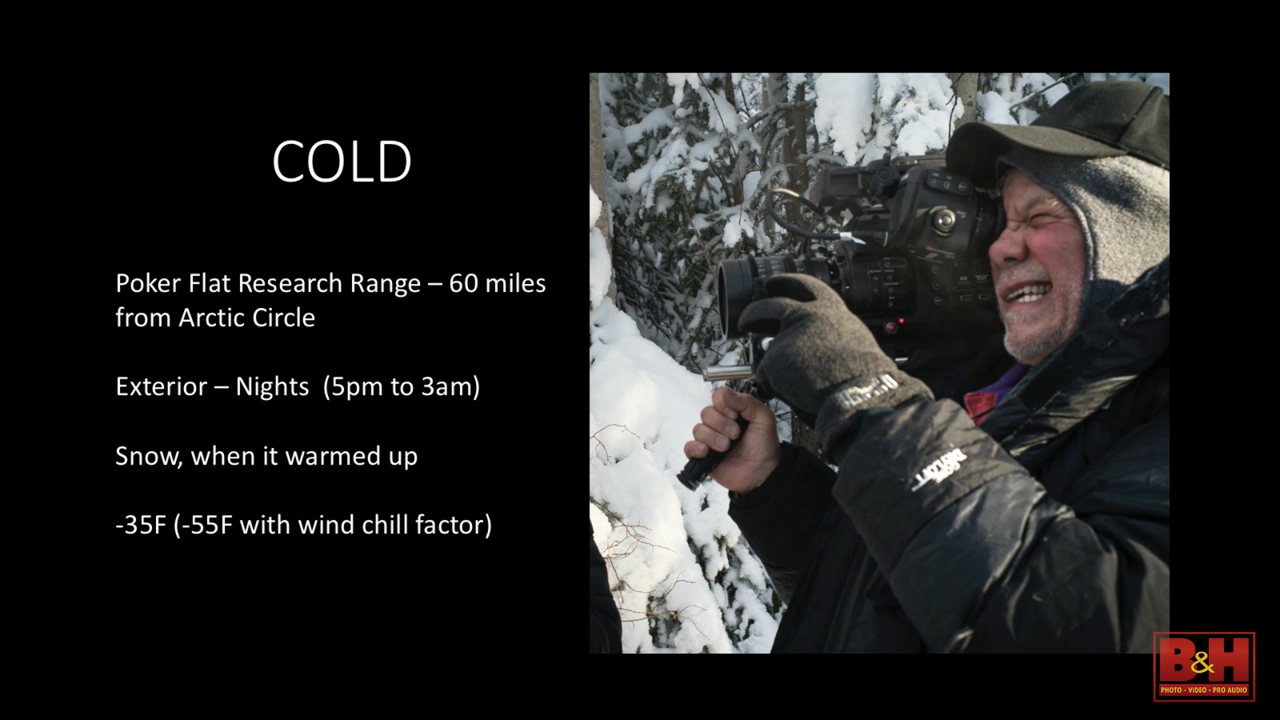 COLD
Poker Flat Research Range – 60 miles
from Arctic Circle
Exterior – Nights (5pm to 3am)
Snow, when it warmed up
-35F (-55F with wind chill factor)
B&H
PHOTO - VIDEO - PRO AUDIO